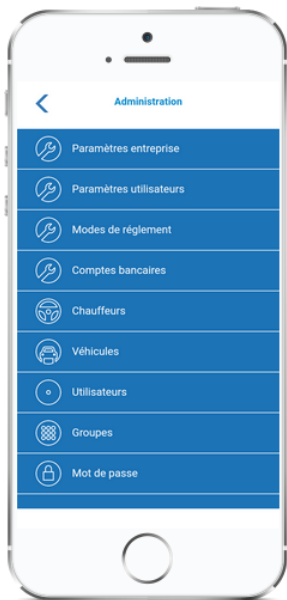 Administration
Paramètres entreprise
Paramètres utilisateurs
Modes de réglement
Comptes bancaires
Chauffeurs
Véhicules
Utilisateurs
Groupes
Mot de passe